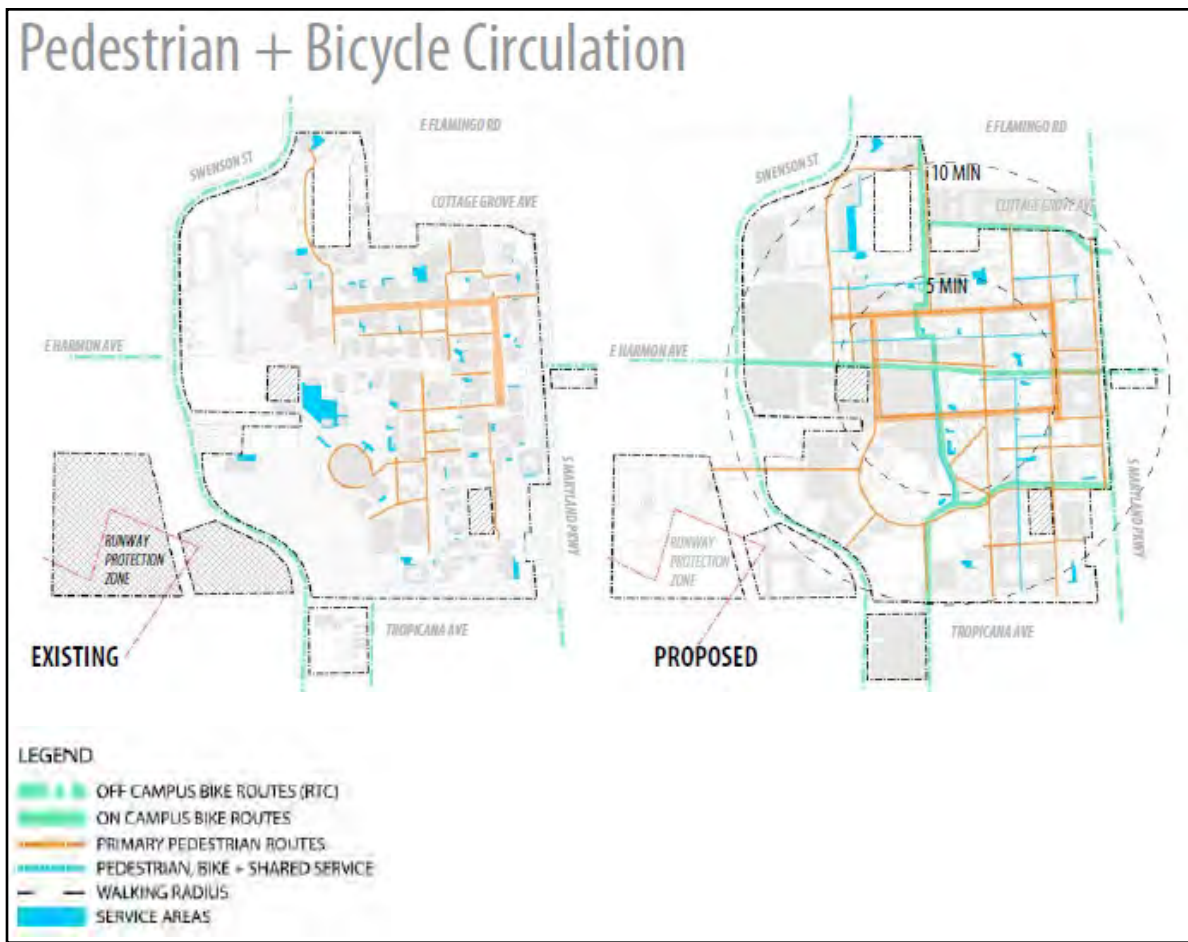 Pedestrian + Bicycle Circulation
E FLAMINGO RD
SWENSON ST
COTTAGE GROVE AVE
E HARMON AVE
S MARYLAND PKWY
RUNWAY
PROTECTION
ZONE
TROPICANA AVE
EXISTING
E FLAMINGO RD
SWENSON ST
10 MIN
COTTAGE GROVE AVE
5 MIN
E HARMON AVE
S MARYLAND PKWY
RUNWAY
PROTECTION
ZONE
TROPICANA AVE
PROPOSED
LEGEND
OFF CAMPUS BIKE ROUTES (RTC)
ON CAMPUS BIKE ROUTES
PRIMARY PEDESTRIAN ROUTES
PEDESTRIAN, BIKE + SHARED SERVICE
WALKING RADIUS
SERVICE AREAS